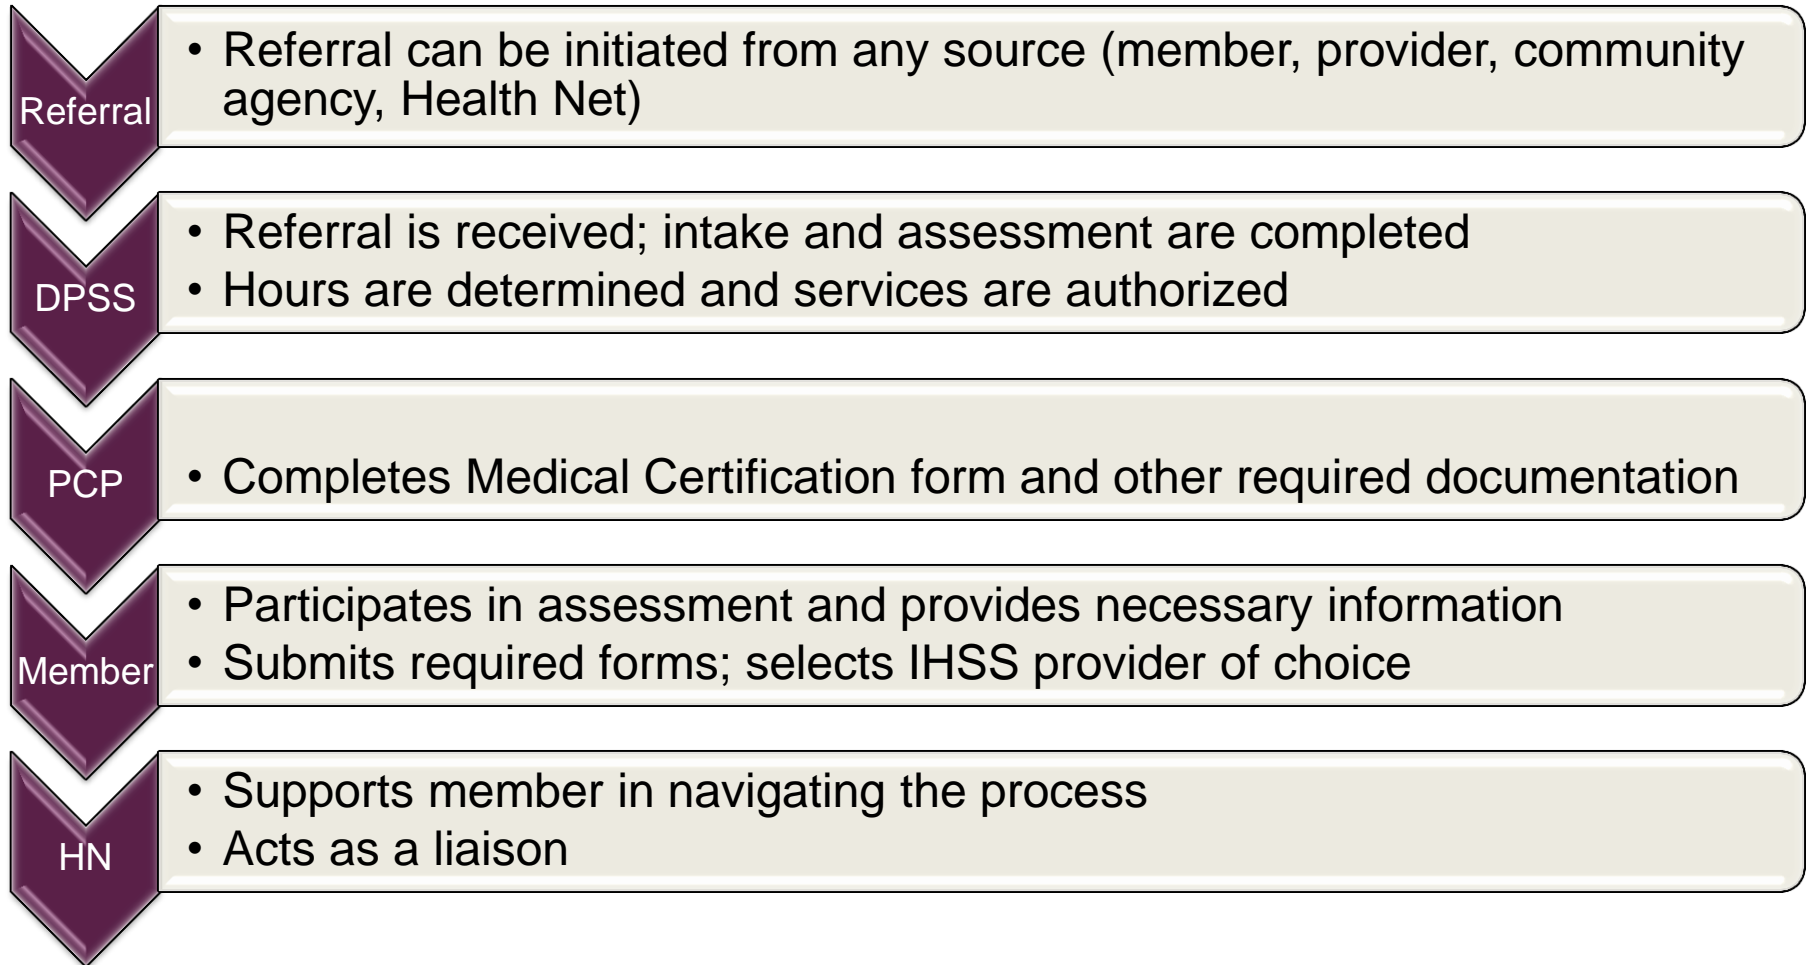 Referral
• Referral can be initiated from any source (member, provider, community
agency, Health Net)
DPSS
• Referral is received; intake and assessment are completed
• Hours are determined and services are authorized
PCP
• Completes Medical Certification form and other required documentation
Member
• Participates in assessment and provides necessary information
• Submits required forms; selects IHSS provider of choice
HN
• Supports member in navigating the process
• Acts as a liaison